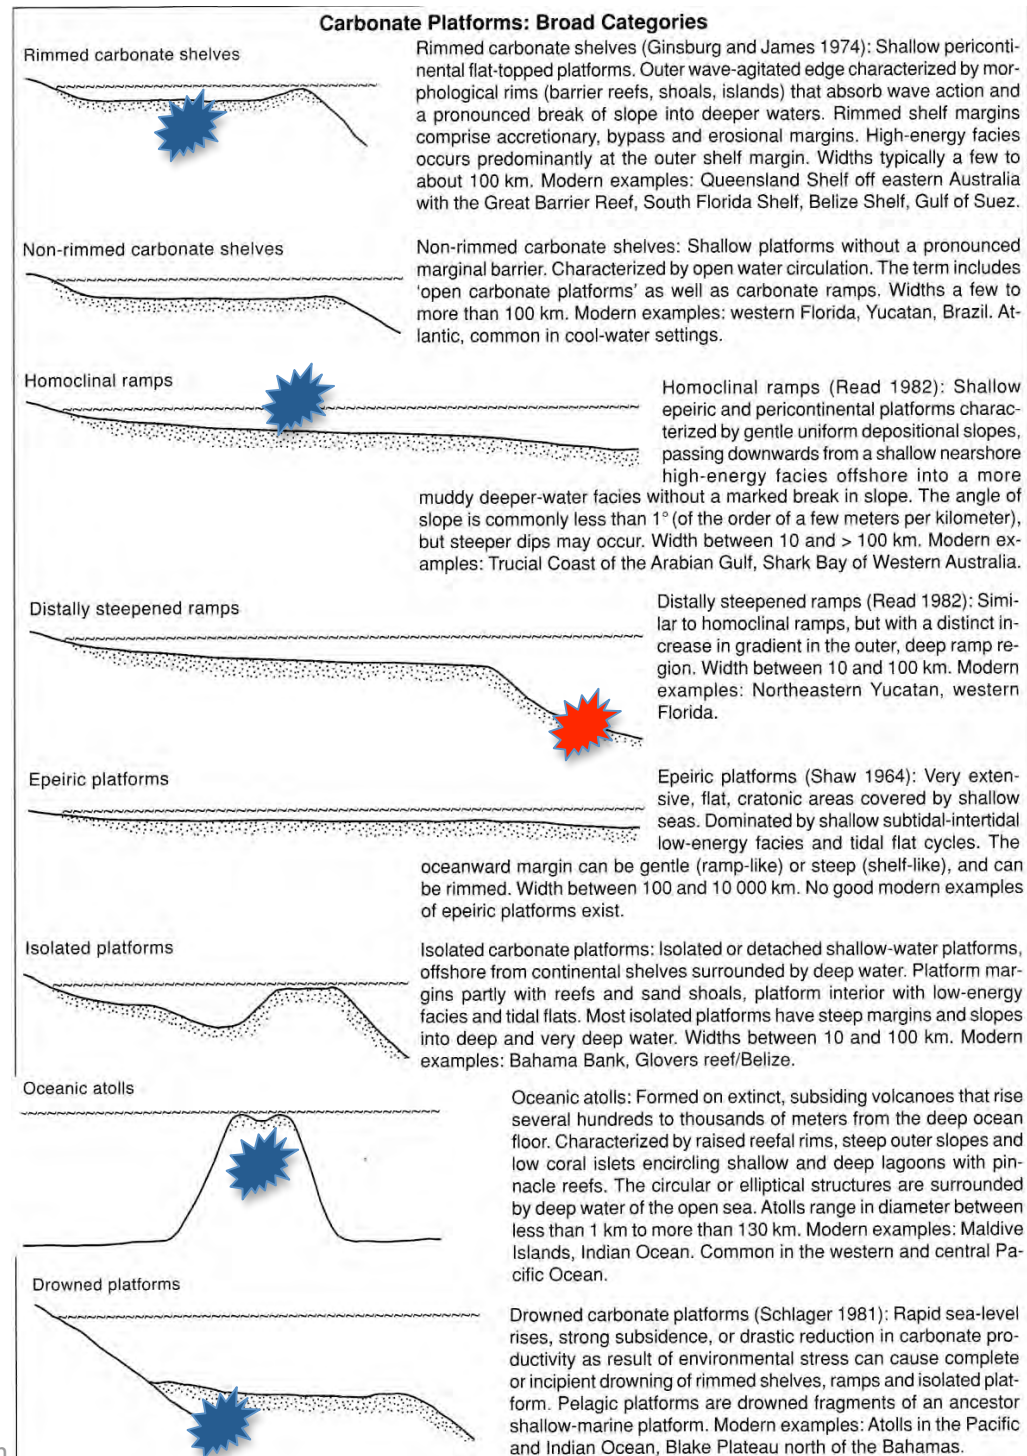 Carbonate Platforms: Broad Categories
Rimmed carbonate shelves
Rimmed carbonate shelves (Ginsburg and James 1974): Shallow periconti-
nental flat-topped platforms. Outer wave-agitated edge characterized by mor-
phological rims (barrier reefs, shoals, islands) that absorb wave action and
a pronounced break of slope into deeper waters. Rimmed shelf margins
comprise accretionary, bypass and erosional margins. High-energy facies
occurs predominantly at the outer shelf margin. Widths typically a few to
about 100 km. Modern examples: Queensland Shelf off eastern Australia
with the Great Barrier Reef, South Florida Shelf, Belize Shelf, Gulf of Suez.
Non-rimmed carbonate shelves
Non-rimmed carbonate shelves: Shallow platforms without a pronounced
marginal barrier. Characterized by open water circulation. The term includes
'open carbonate platforms' as well as carbonate ramps. Widths a few to
more than 100 km. Modern examples: western Florida, Yucatan, Brazil. At-
lantic, common in cool-water settings.
Homoclinal ramps
Homoclinal ramps (Read 1982): Shallow
epeiric and pericontinental platforms charac-
terized by gentle uniform depositional slopes,
passing downwards from a shallow nearshore
high-energy facies offshore into a more
muddy deeper-water facies without a marked break in slope. The angle of
slope is commonly less than 1° (of the order of a few meters per kilometer),
but steeper dips may occur. Width between 10 and > 100 km. Modern ex-
amples: Trucial Coast of the Arabian Gulf, Shark Bay of Western Australia.
Distally steepened ramps
Distally steepened ramps (Read 1982): Simi-
lar to homoclinal ramps, but with a distinct in-
crease in gradient in the outer, deep ramp re-
gion. Width between 10 and 100 km. Modern
examples: Northeastern Yucatan, western
Florida.
Epeiric platforms
Epeiric platforms (Shaw 1964): Very exten-
sive, flat, cratonic areas covered by shallow
seas. Dominated by shallow subtidal-intertidal
low-energy facies and tidal flat cycles. The
oceanward margin can be gentle (ramp-like) or steep (shelf-like), and can
be rimmed. Width between 100 and 10 000 km. No good modern examples
of epeiric platforms exist.
Isolated platforms
Isolated carbonate platforms: Isolated or detached shallow-water platforms,
offshore from continental shelves surrounded by deep water. Platform mar-
gins partly with reefs and sand shoals, platform interior with low-energy
facies and tidal flats. Most isolated platforms have steep margins and slopes
into deep and very deep water. Widths between 10 and 100 km. Modern
examples: Bahama Bank, Glovers reef/Belize.
Oceanic atolls
Oceanic atolls: Formed on extinct, subsiding volcanoes that rise
several hundreds to thousands of meters from the deep ocean
floor. Characterized by raised reefal rims, steep outer slopes and
low coral islets encircling shallow and deep lagoons with pin-
nacle reefs. The circular or elliptical structures are surrounded
by deep water of the open sea. Atolls range in diameter between
less than 1 km to more than 130 km. Modern examples: Maldive
Islands, Indian Ocean. Common in the western and central Pa-
cific Ocean.
Drowned platforms
Drowned carbonate platforms (Schlager 1981): Rapid sea-level
rises, strong subsidence, or drastic reduction in carbonate pro-
ductivity as result of environmental stress can cause complete
or incipient drowning of rimmed shelves, ramps and isolated plat-
form. Pelagic platforms are drowned fragments of an ancestor
shallow-marine platform. Modern examples: Atolls in the Pacific
and Indian Ocean, Blake Plateau north of the Bahamas.